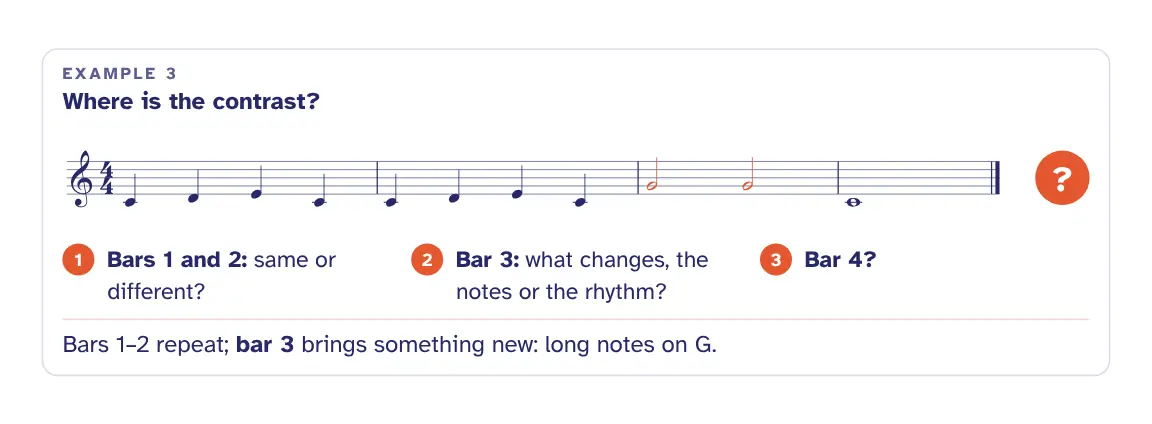 EXAMPLE 3
Where is the contrast?
4
4
?
1 Bars 1 and 2: same or
different?
2 Bar 3: what changes, the
notes or the rhythm?
3 Bar 4?
Bars 1–2 repeat; bar 3 brings something new: long notes on G.